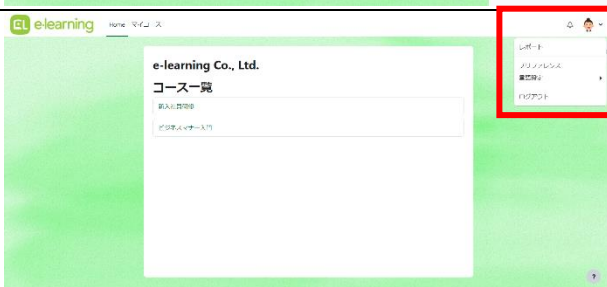 EL e-learning
Home マイコース
e-learning Co., Ltd.
コース一覧
新入社員研修
ビジネスマナー入門
レポート
プリファレンス
言語設定
ログアウト
?